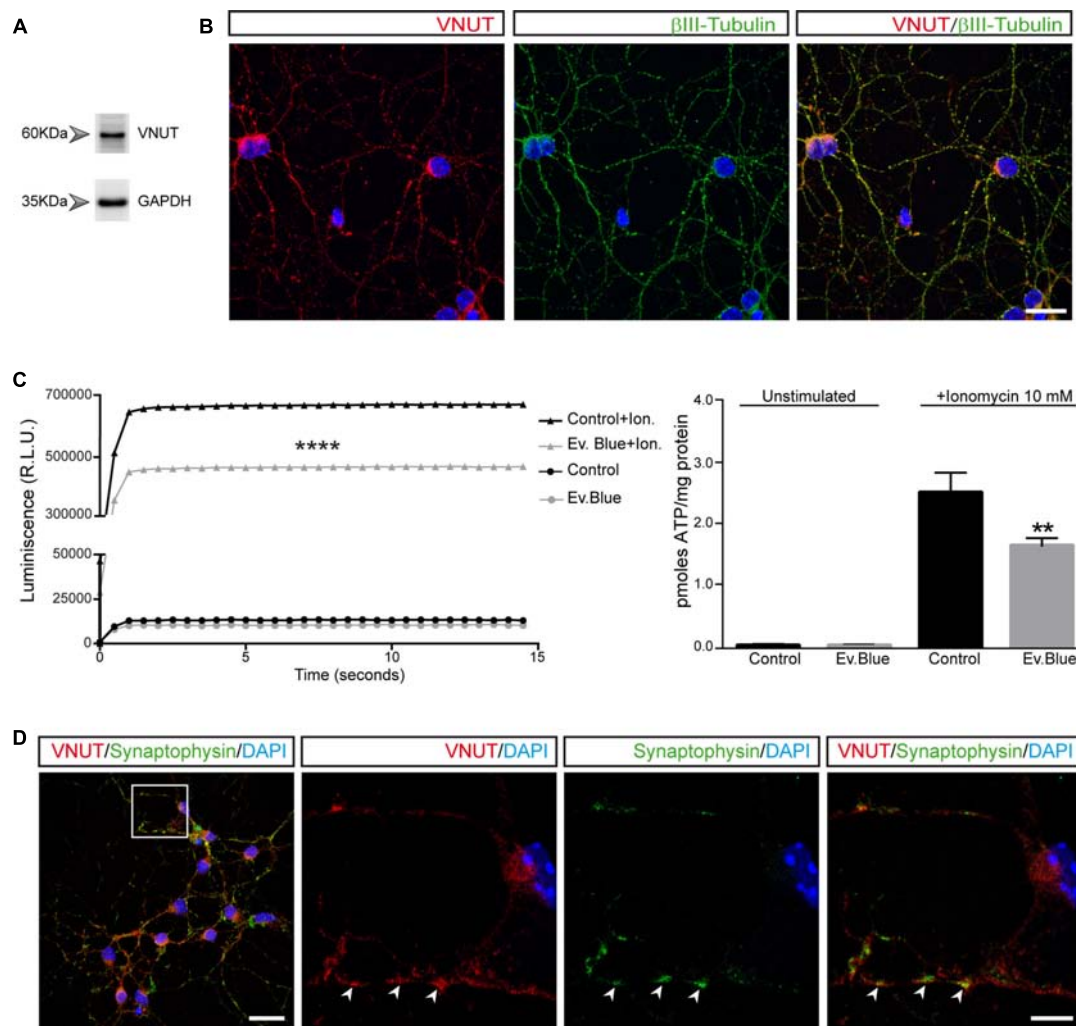 A
60KDa
VNUT
35KDa
GAPDH
B
VNUT
βIII-Tubulin
VNUT/βIII-Tubulin
C
700000
500000
300000
50000
25000
0
Luminiscence (R.L.U.)
****
0
5
10
15
Time (seconds)
Control+Ion.
Ev. Blue+Ion.
Control
Ev.Blue
Unstimulated
+Ionomycin 10 mM
4.0
3.0
2.0
1.0
0.0
pmoles ATP/mg protein
**
Control
Ev.Blue
Control
Ev.Blue
D
VNUT/Synaptophysin/DAPI
VNUT/DAPI
Synaptophysin/DAPI
VNUT/Synaptophysin/DAPI